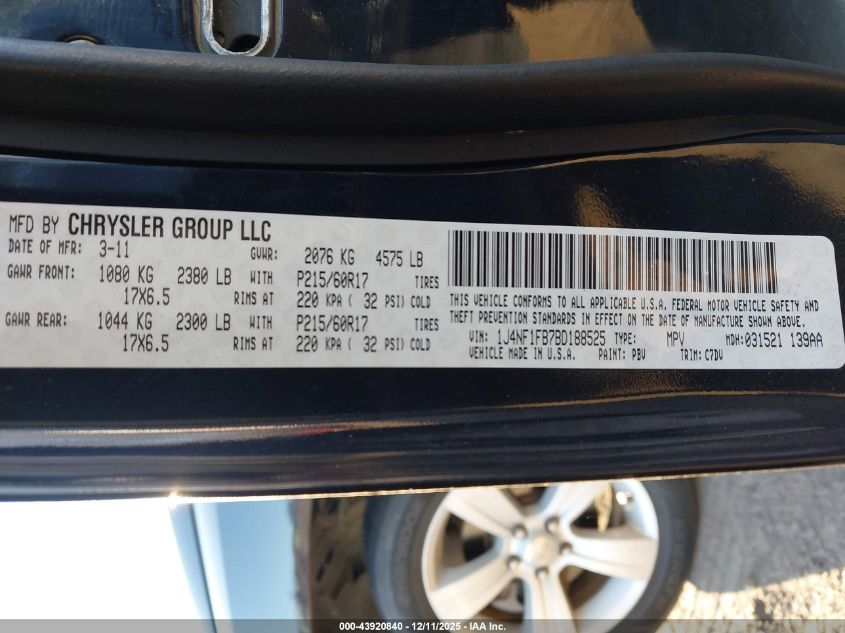 MFD BY CHRYSLER GROUP LLC
DATE OF MFR: 3-11 GVWR: 2076 KG 4575 LB
GAWR FRONT: 1080 KG 2380 LB WITH P215/60R17 TIRES
17X6.5 RIMS AT 220 KPA ( 32 PSI) COLD
GAWR REAR: 1044 KG 2300 LB WITH P215/60R17 TIRES
17X6.5 RIMS AT 220 KPA ( 32 PSI) COLD
THIS VEHICLE CONFORMS TO ALL APPLICABLE U.S.A. FEDERAL MOTOR VEHICLE SAFETY AND
THEFT PREVENTION STANDARDS IN EFFECT ON THE DATE OF MANUFACTURE SHOWN ABOVE.
VIN: 1J4NF1FB7BD188525 TYPE: MPV MDH: 031521 139AA
VEHICLE MADE IN U.S.A. PAINT: PBV TRIM: C7DV
000-43920840 - 12/11/2025 - IAA Inc.